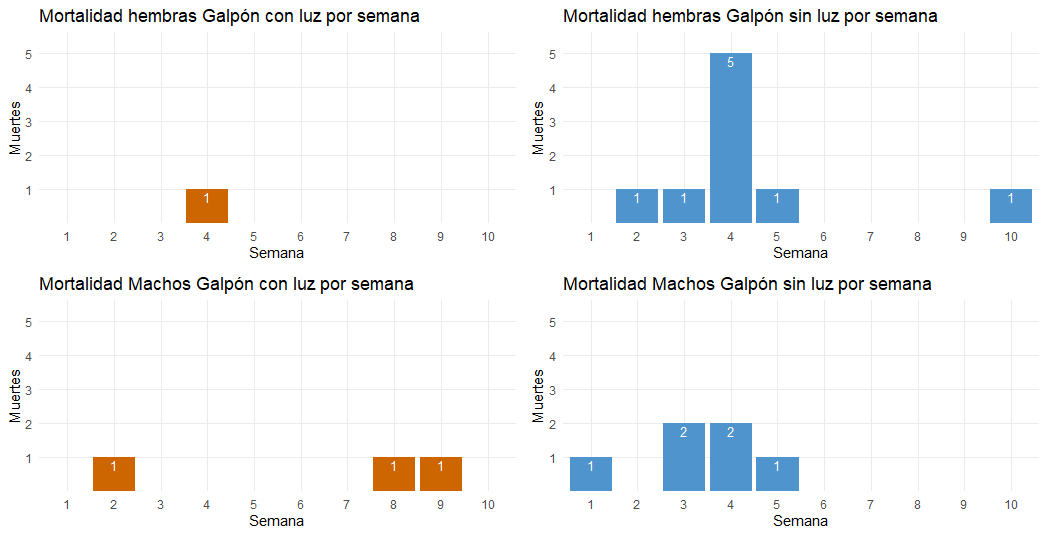 Mortalidad hembras Galpón con luz por semana
5
4
3
2
1
Muertes
1
1 2 3 4 5 6 7 8 9 10
Semana
Mortalidad hembras Galpón sin luz por semana
5
4
3
2
1
Muertes
1 1 5 1 1
1 2 3 4 5 6 7 8 9 10
Semana
Mortalidad Machos Galpón con luz por semana
5
4
3
2
1
Muertes
1 1 1
1 2 3 4 5 6 7 8 9 10
Semana
Mortalidad Machos Galpón sin luz por semana
5
4
3
2
1
Muertes
1 2 2 1
1 2 3 4 5 6 7 8 9 10
Semana